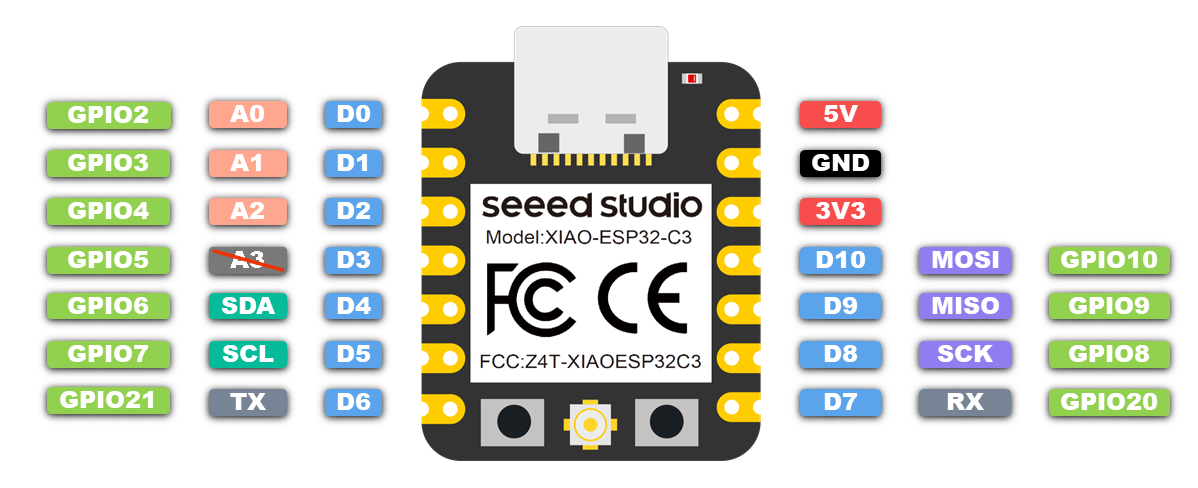 GPIO2 A0 D0 5V
GPIO3 A1 D1 GND
GPIO4 A2 D2 3V3
GPIO5 A3 D3 D10 MOSI GPIO10
GPIO6 SDA D4 D9 MISO GPIO9
GPIO7 SCL D5 D8 SCK GPIO8
GPIO21 TX D6 D7 RX GPIO20
seeed studio
Model:XIAO-ESP32-C3
FC CE
FCC:Z4T-XIAOESP32C3